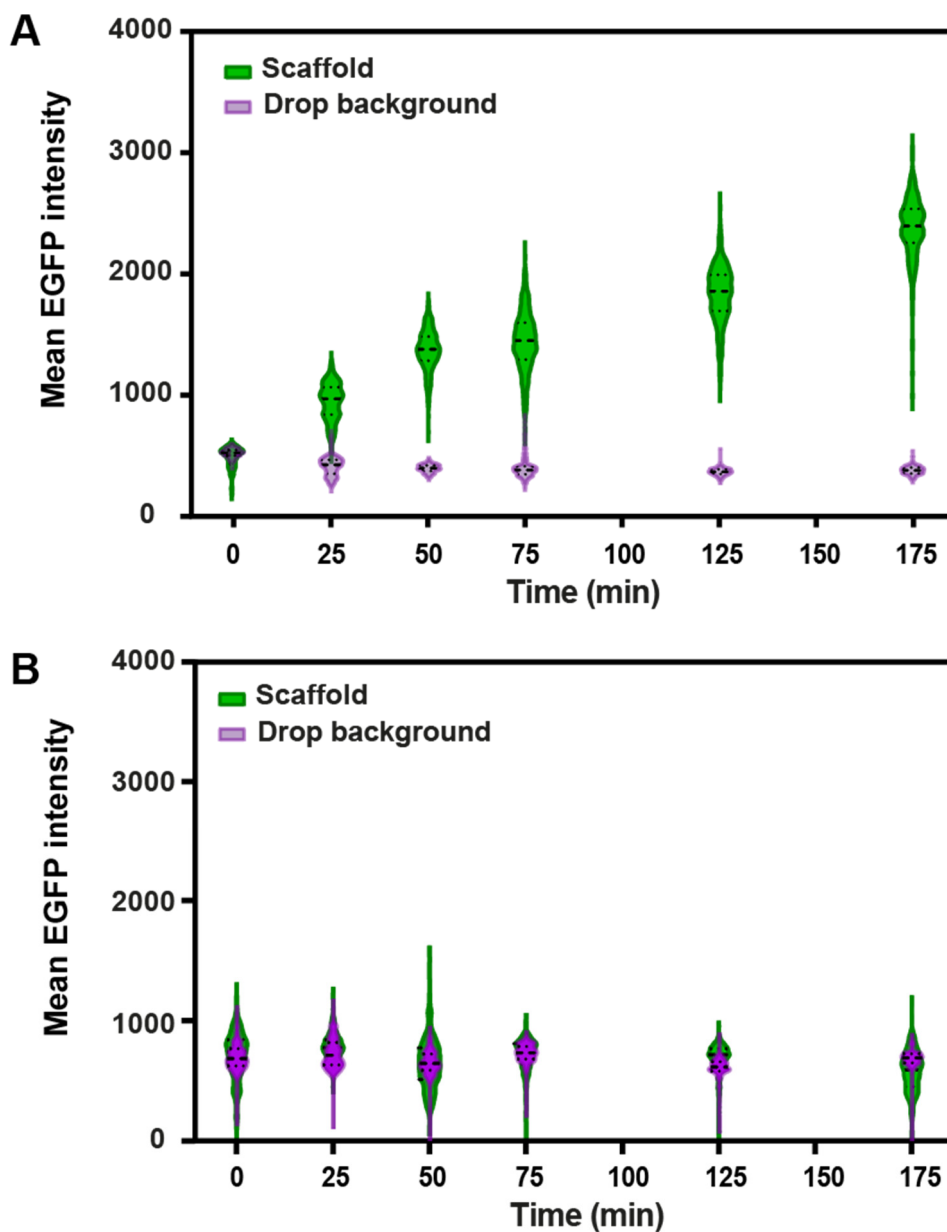 A
Mean EGFP intensity
4000
3000
2000
1000
0
Scaffold
Drop background
0 25 50 75 100 125 150 175
Time (min)
B
Mean EGFP intensity
4000
3000
2000
1000
0
Scaffold
Drop background
0 25 50 75 100 125 150 175
Time (min)